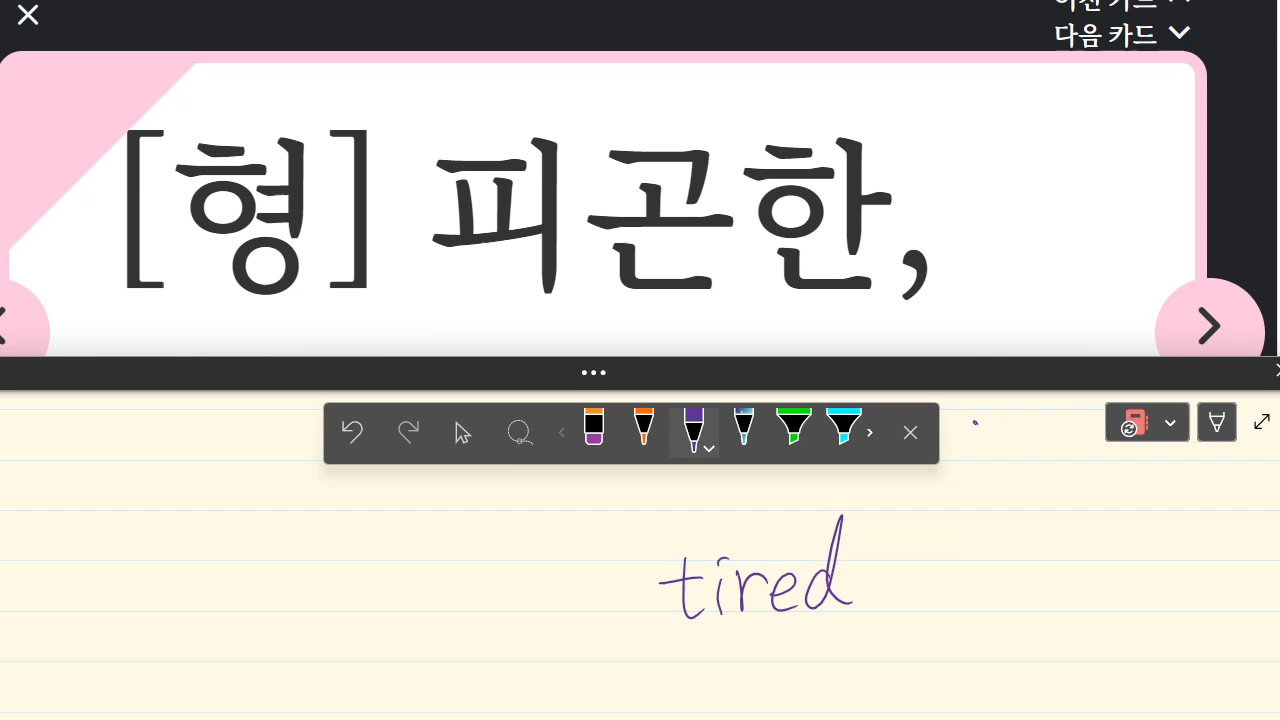 다음 카드
[형] 피곤한,
tired